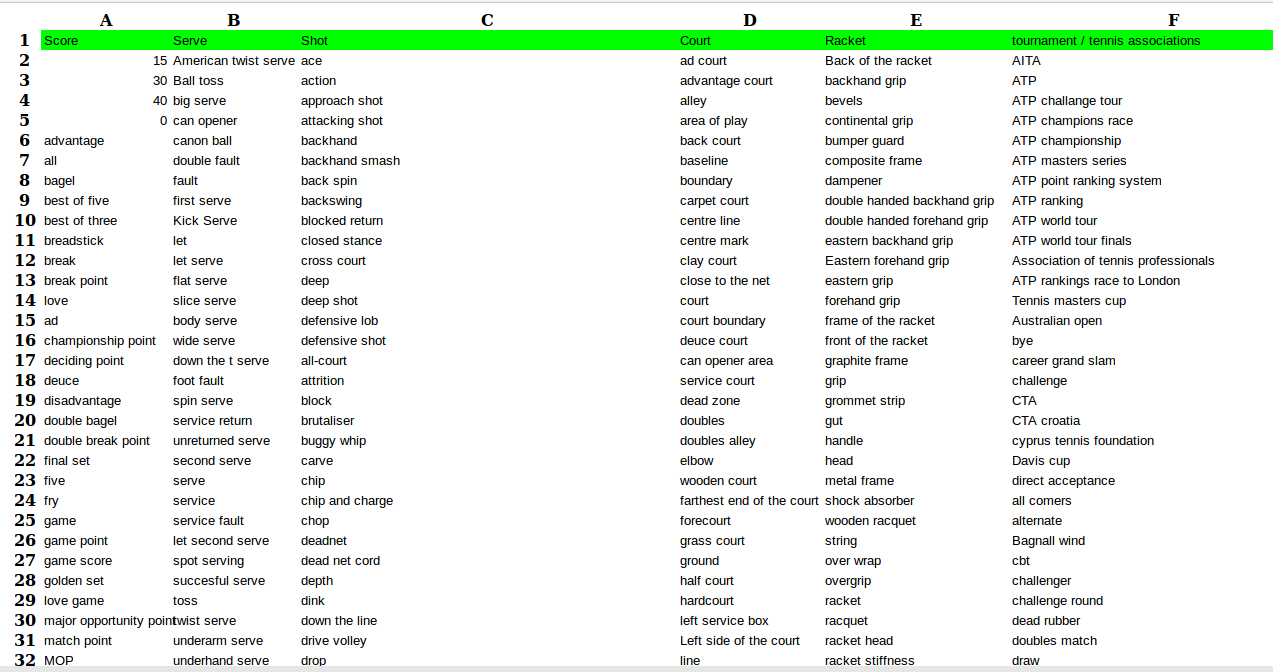 A B C D E F
1 Score Serve Shot Court Racket tournament / tennis associations
2 15 American twist serve ace ad court Back of the racket AITA
3 30 Ball toss action advantage court backhand grip ATP
4 40 big serve approach shot alley bevels ATP challange tour
5 0 can opener attacking shot area of play continental grip ATP champions race
6 advantage canon ball backhand back court bumper guard ATP championship
7 all double fault backhand smash baseline composite frame ATP masters series
8 bagel fault back spin boundary dampener ATP point ranking system
9 best of five first serve backswing carpet court double handed backhand grip ATP ranking
10 best of three Kick Serve blocked return centre line double handed forehand grip ATP world tour
11 breadstick let closed stance centre mark eastern backhand grip ATP world tour finals
12 break let serve cross court clay court Eastern forehand grip Association of tennis professionals
13 break point flat serve deep close to the net eastern grip ATP rankings race to London
14 love slice serve deep shot court forehand grip Tennis masters cup
15 ad body serve defensive lob court boundary frame of the racket Australian open
16 championship point wide serve defensive shot deuce court front of the racket bye
17 deciding point down the t serve all-court can opener area graphite frame career grand slam
18 deuce foot fault attrition service court grip challenge
19 disadvantage spin serve block dead zone grommet strip CTA
20 double bagel service return brutaliser doubles gut CTA croatia
21 double break point unreturned serve buggy whip doubles alley handle cyprus tennis foundation
22 final set second serve carve elbow head Davis cup
23 five serve chip wooden court metal frame direct acceptance
24 fry service chip and charge farthest end of the court shock absorber all comers
25 game service fault chop forecourt wooden racquet alternate
26 game point let second serve deadnet grass court string Bagnall wind
27 game score spot serving dead net cord ground over wrap cbt
28 golden set succesful serve depth half court overgrip challenger
29 love game toss dink hardcourt racket challenge round
30 major opportunity point twist serve down the line left service box racquet dead rubber
31 match point underarm serve drive volley Left side of the court racket head doubles match
32 MOP underhand serve drop line racket stiffness draw